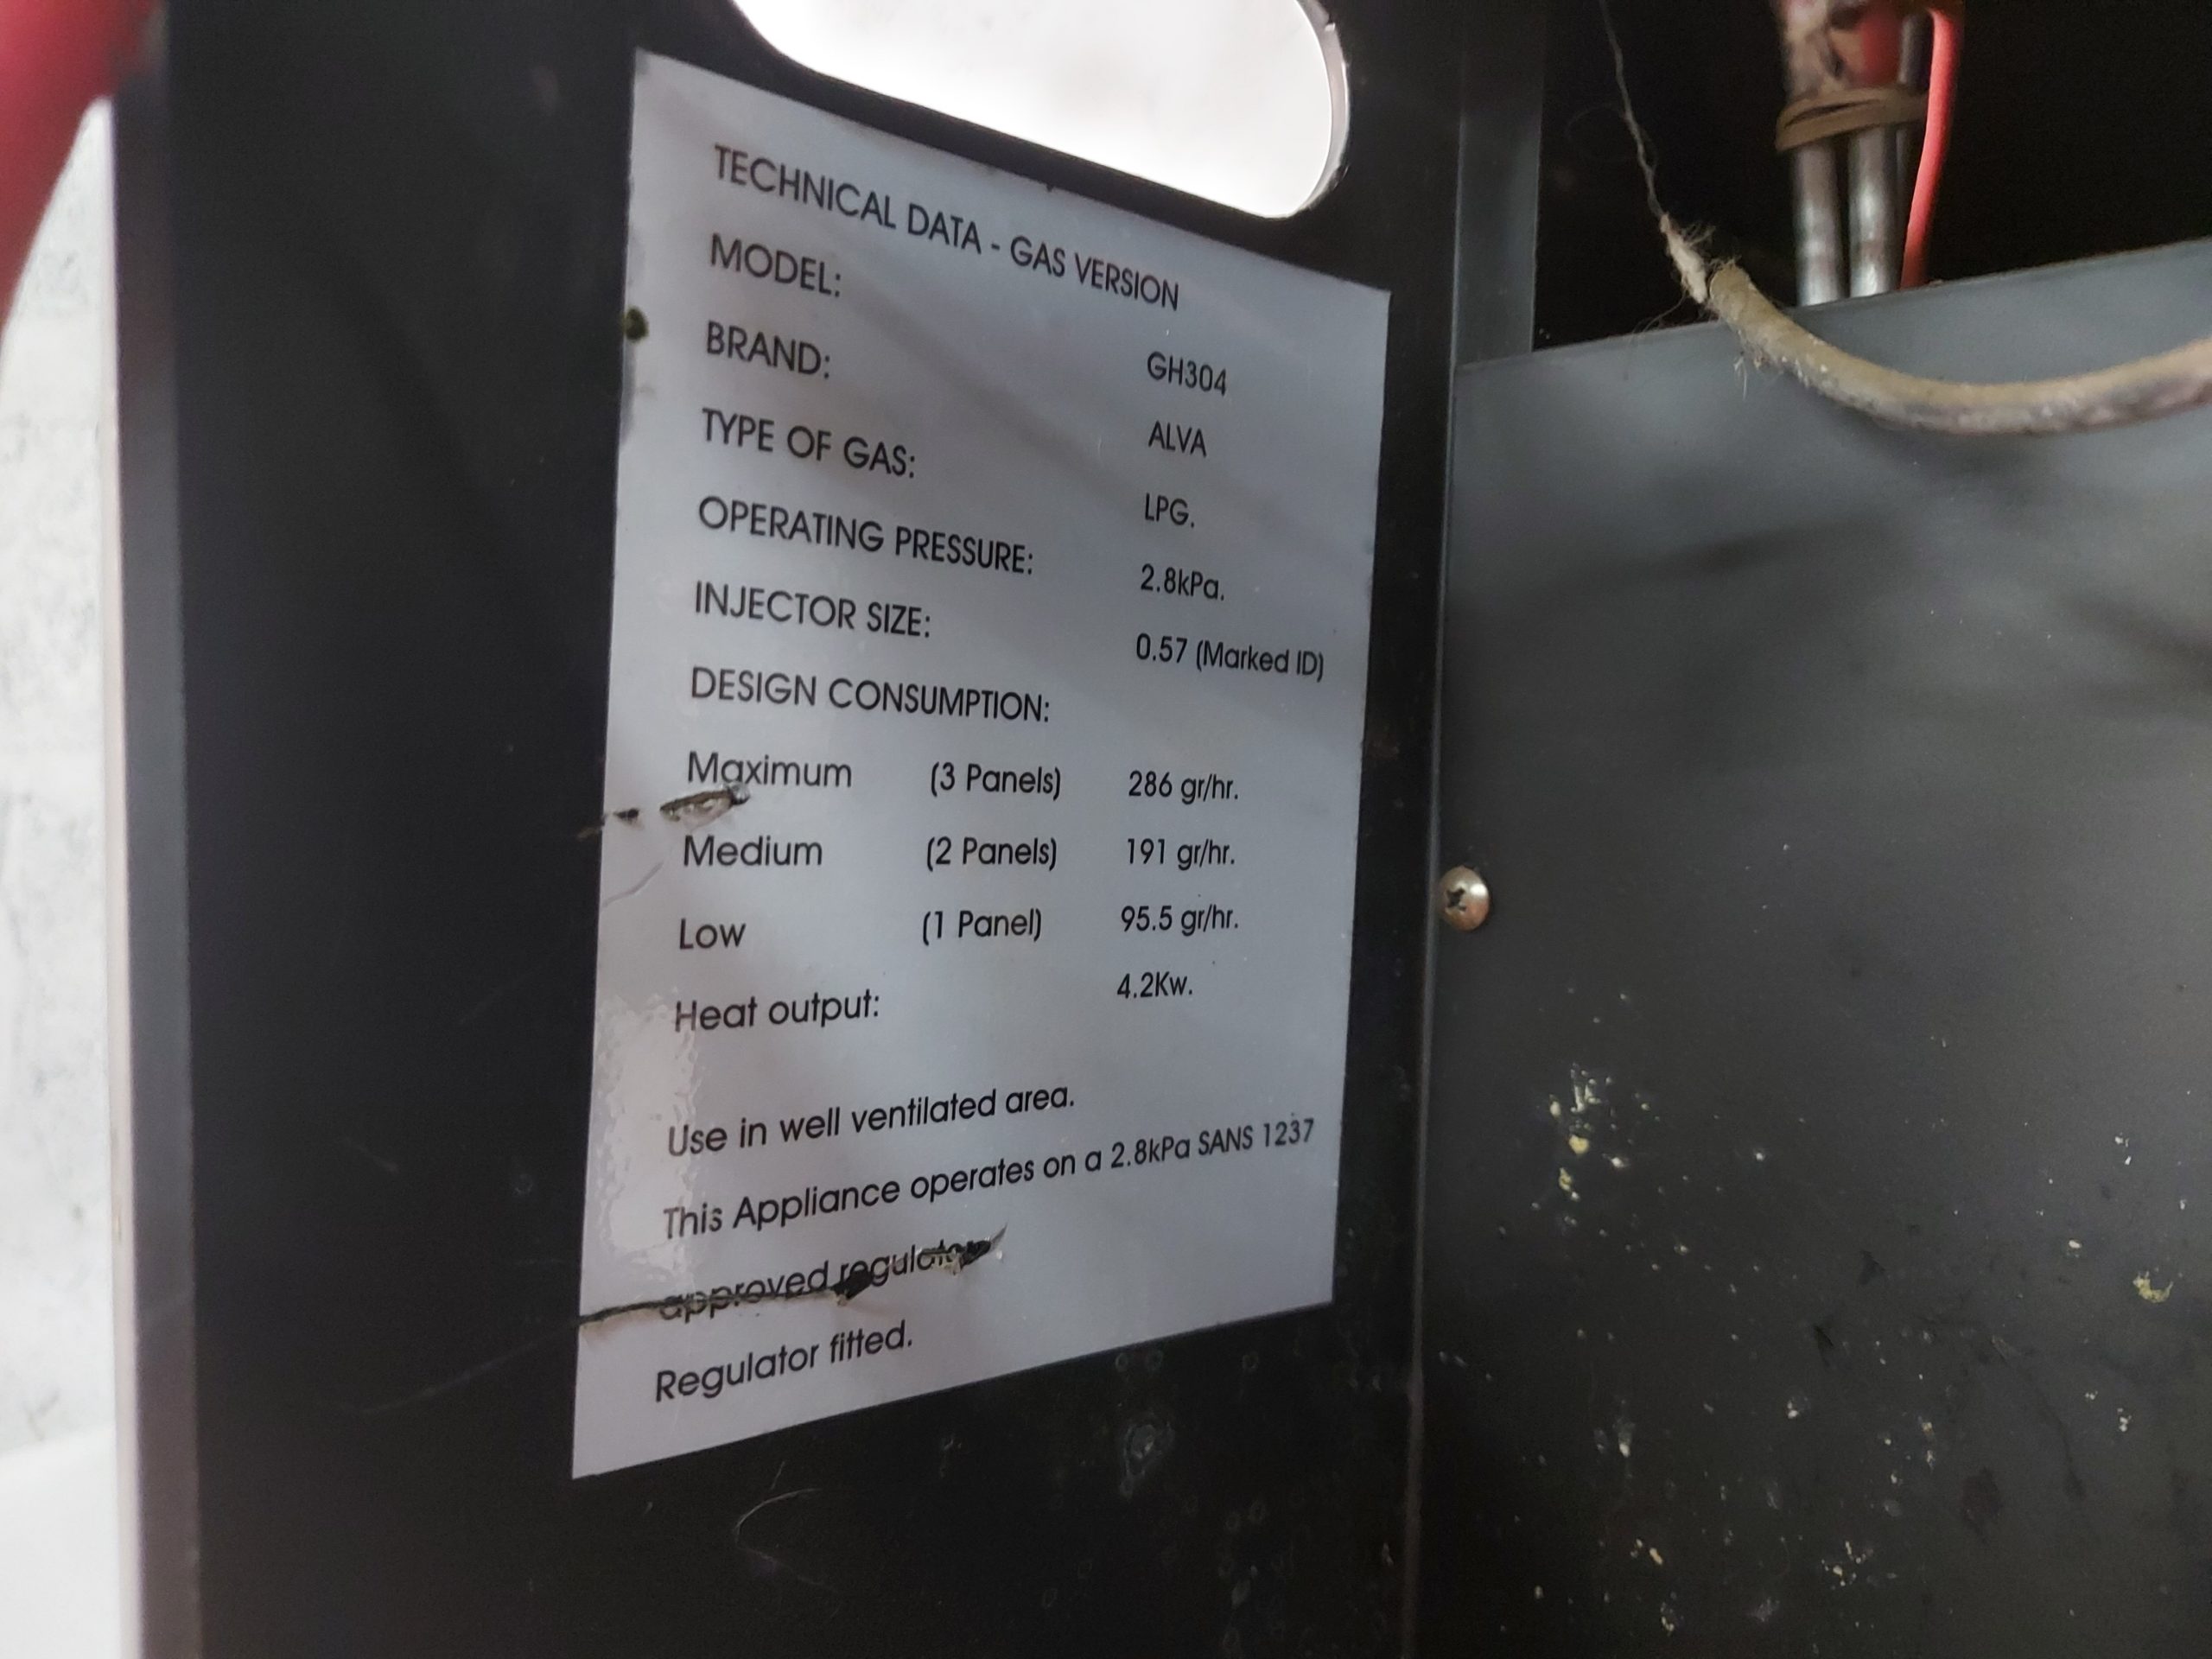 TECHNICAL DATA - GAS VERSION
MODEL: GH304
BRAND: ALVA
TYPE OF GAS: LPG.
OPERATING PRESSURE: 2.8kPa.
INJECTOR SIZE: 0.57 (Marked ID)
DESIGN CONSUMPTION:
Maximum (3 Panels) 286 gr/hr.
Medium (2 Panels) 191 gr/hr.
Low (1 Panel) 95.5 gr/hr.
Heat output: 4.2Kw.
Use in well ventilated area.
This Appliance operates on a 2.8kPa SANS 1237
approved regulator
Regulator fitted.